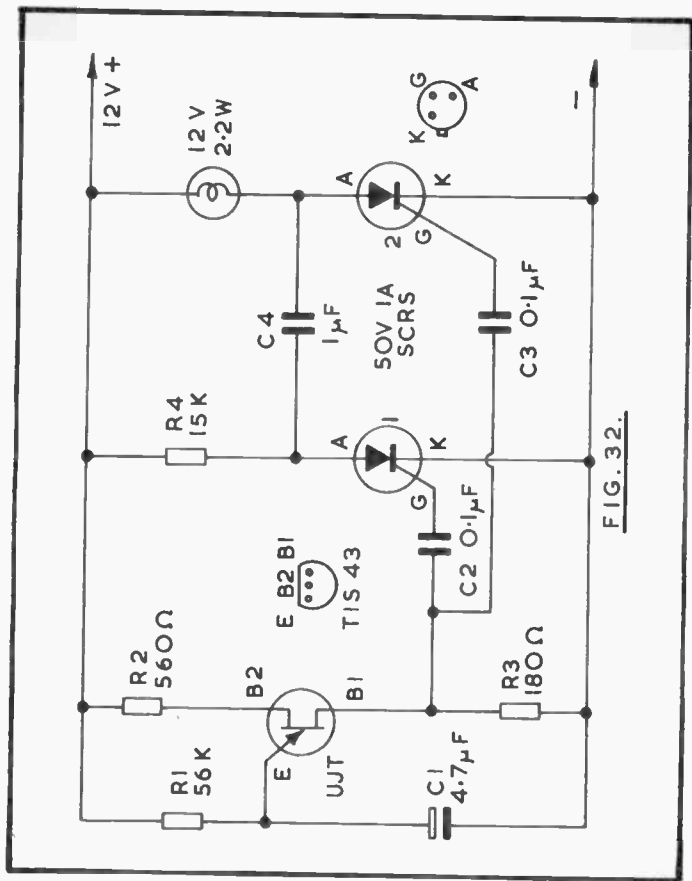 12V +
12V
2·2W
R4
15K
R2
560Ω
R1
56K
B2
E
B1
UJT
E B2 B1
TIS 43
C4
1µF
50V 1A
SCRS
A
1
K
G
A
2
K
G
K
G
A
C2 0·1µF
C3 0·1µF
R3
180Ω
C1
4·7µF
−
FIG. 32.